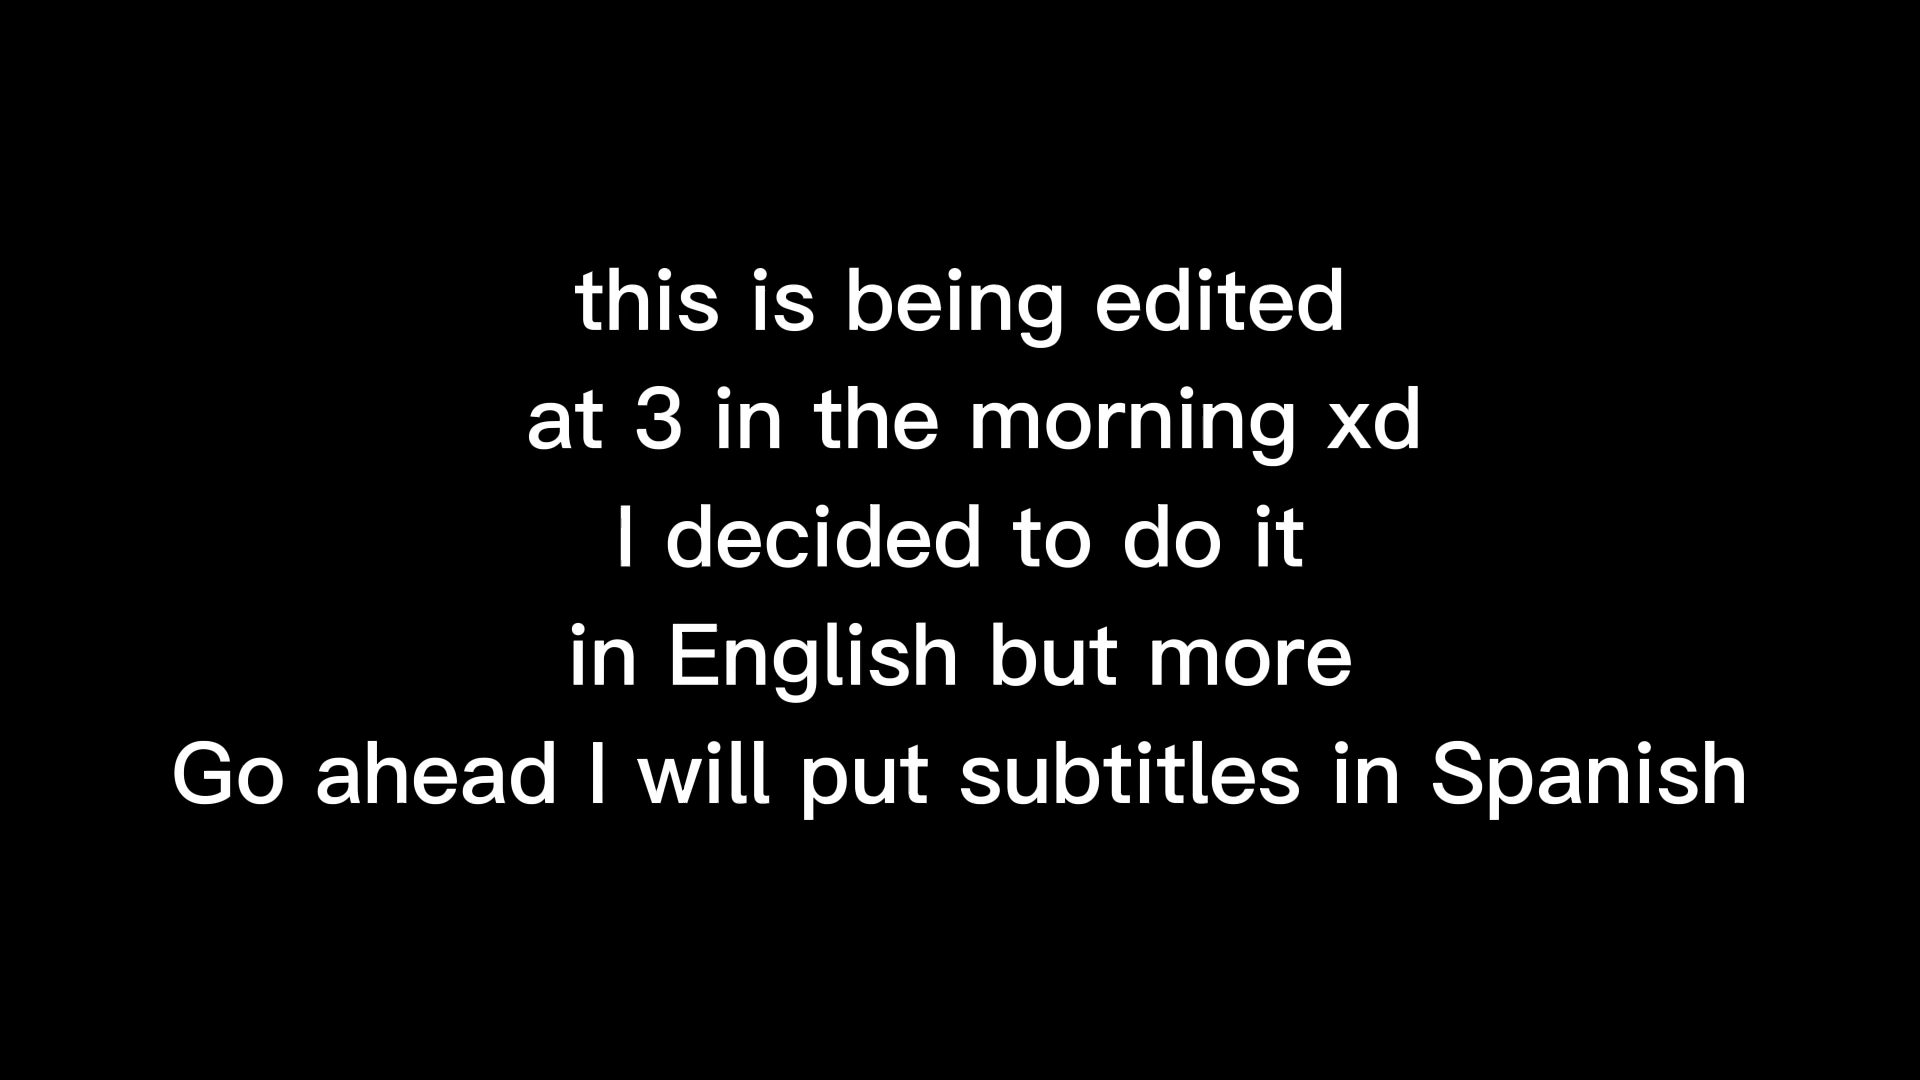 this is being edited
at 3 in the morning xd
I decided to do it
in English but more
Go ahead I will put subtitles in Spanish